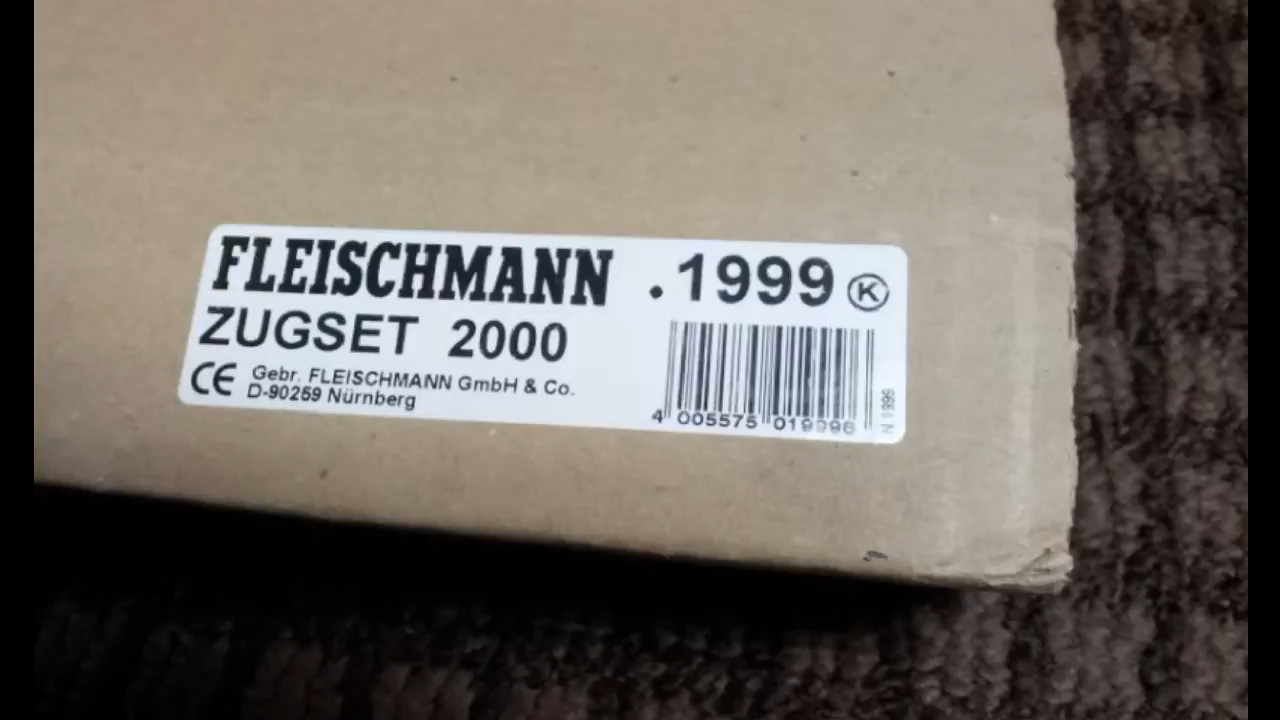 FLEISCHMANN .1999 K
ZUGSET 2000
CE Gebr. FLEISCHMANN GmbH & Co.
D-90259 Nürnberg
4 005575 019996